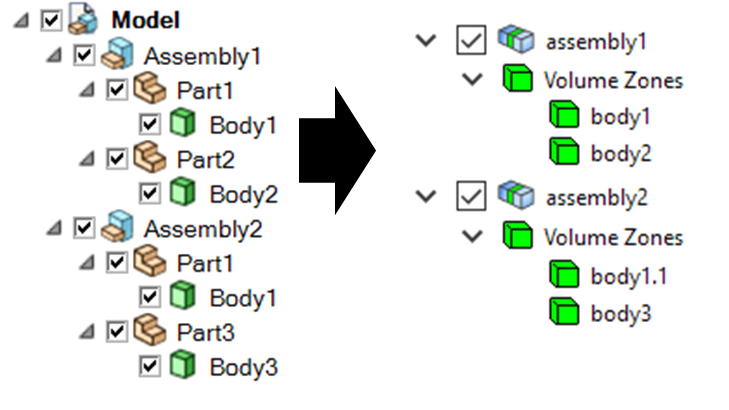 Model
Assembly1
Part1
Body1
Part2
Body2
Assembly2
Part1
Body1
Part3
Body3
assembly1
Volume Zones
body1
body2
assembly2
Volume Zones
body1.1
body3